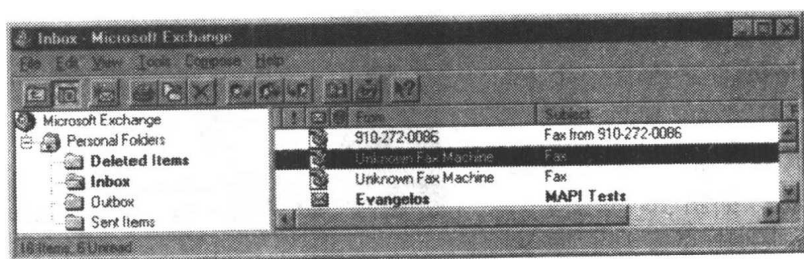 Inbox - Microsoft Exchange
File Edit View Tools Compose Help
Microsoft Exchange
Personal Folders
Deleted Items
Inbox
Outbox
Sent Items
! From Subject
910-272-0086 Fax from 910-272-0086
Unknown Fax Machine Fax
Unknown Fax Machine Fax
Evangelos MAPI Tests
16 Items, 6 Unread